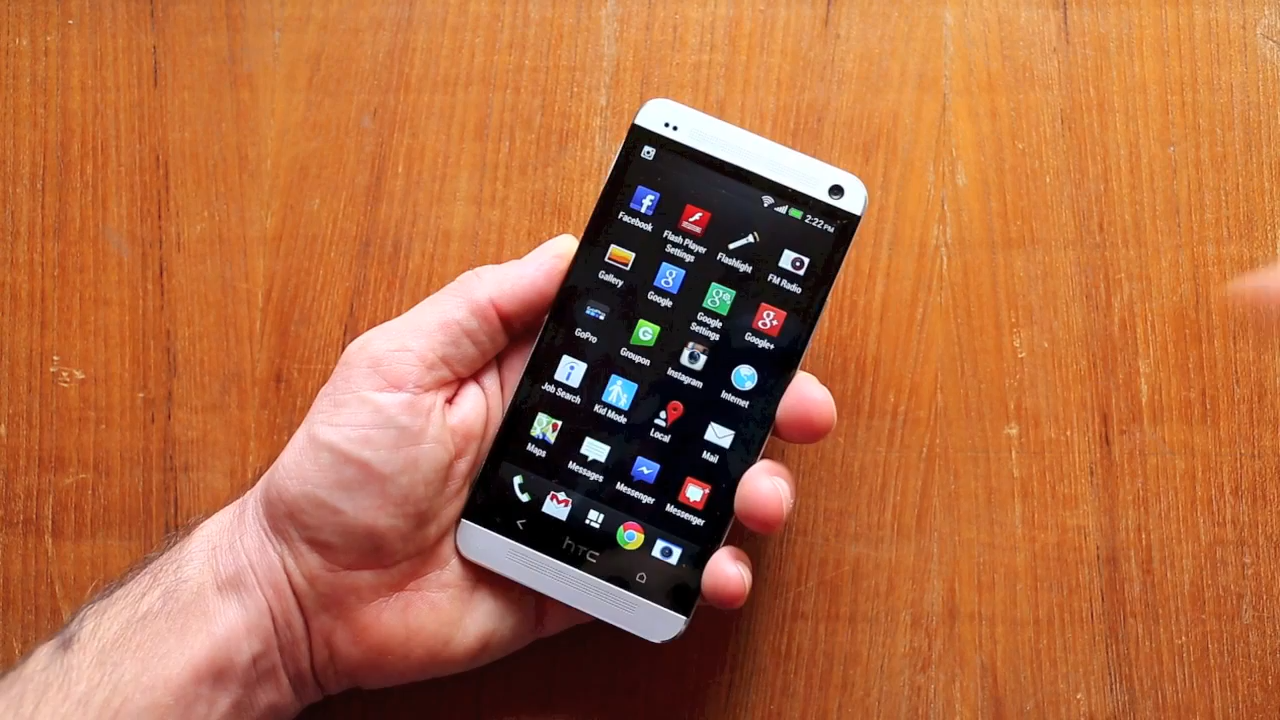 2:22 PM
Facebook
Flash Player
Settings
Flashlight
FM Radio
Gallery
Google
Google
Settings
Google+
GoPro
Groupon
Instagram
Internet
Job Search
Kid Mode
Local
Mail
Maps
Messages
Messenger
Messenger
hTC